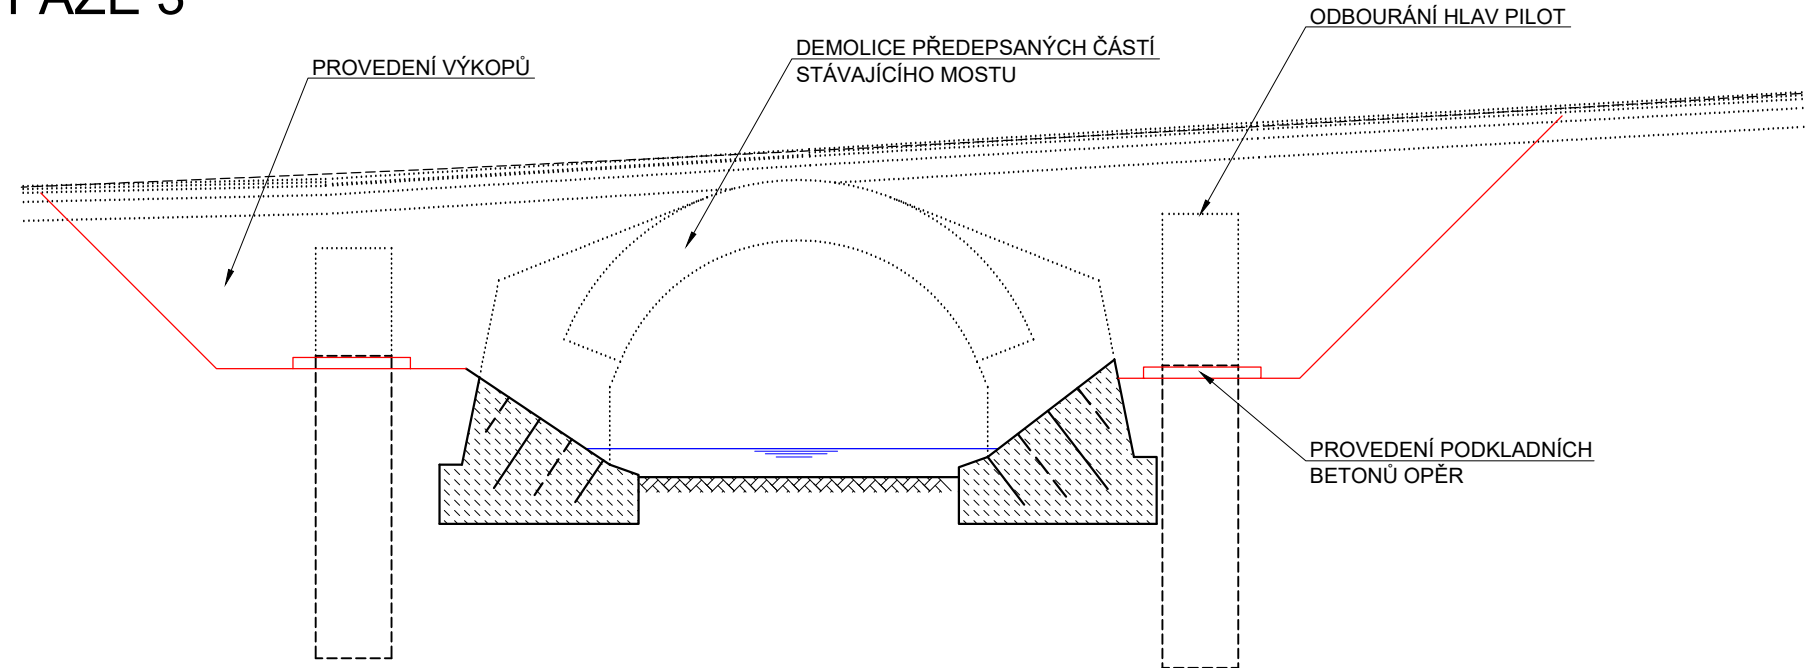 FÁZE 3
ODBOURÁNÍ HLAV PILOT
DEMOLICE PŘEDEPSANÝCH ČÁSTÍ
STÁVAJÍCÍHO MOSTU
PROVEDENÍ VÝKOPŮ
PROVEDENÍ PODKLADNÍCH
BETONŮ OPĚR